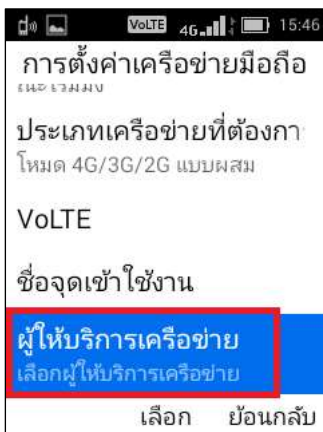 VoLTE 4G 15:46
การตั้งค่าเครือข่ายมือถือ
ประเภทเครือข่ายที่ต้องกา
โหมด 4G/3G/2G แบบผสม
VoLTE
ชื่อจุดเข้าใช้งาน
ผู้ให้บริการเครือข่าย
เลือกผู้ให้บริการเครือข่าย
เลือก ย้อนกลับ